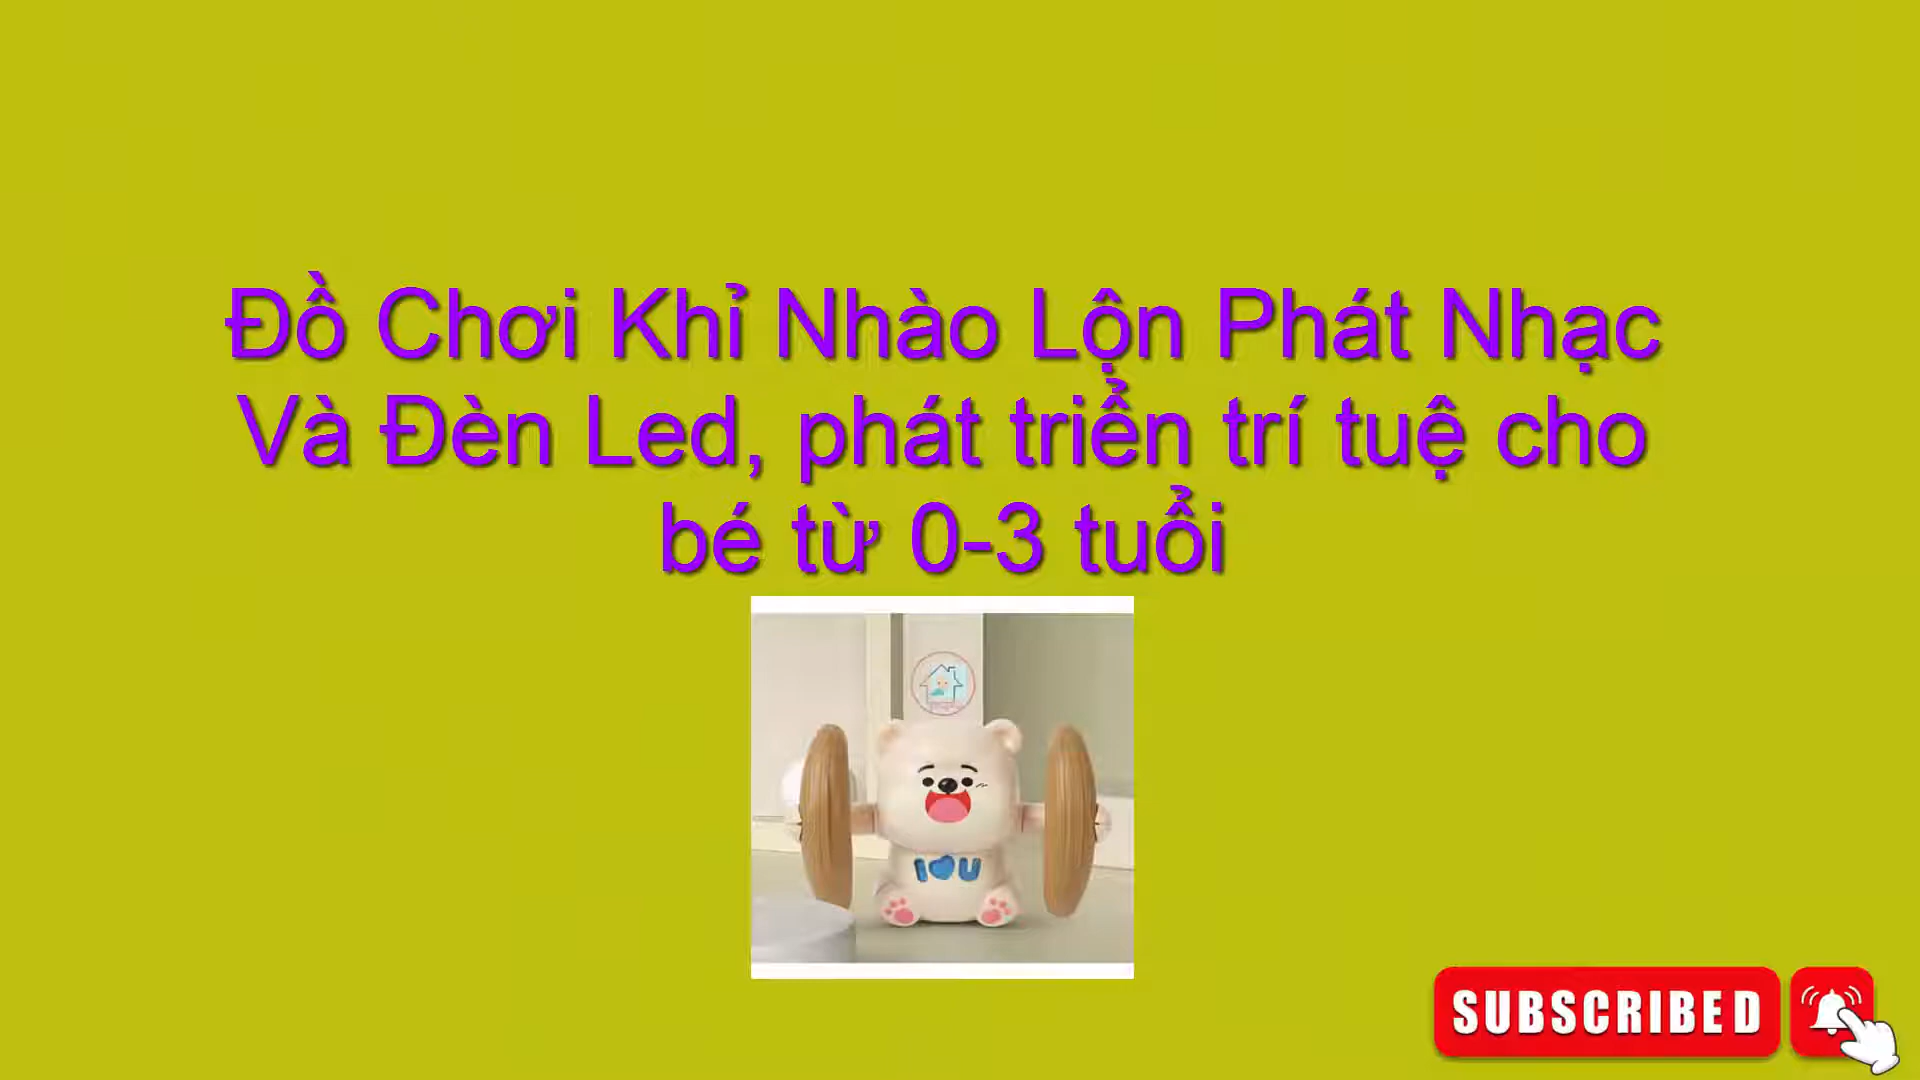 Đồ Chơi Khỉ Nhào Lộn Phát Nhạc
Và Đèn Led, phát triển trí tuệ cho
bé từ 0-3 tuổi
I U
SUBSCRIBED